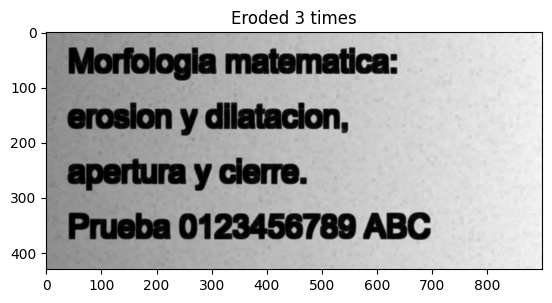 Eroded 3 times
0
100
200
300
400
Morfologia matematica:
erosion y dilatacion,
apertura y cierre.
Prueba 0123456789 ABC
0 100 200 300 400 500 600 700 800